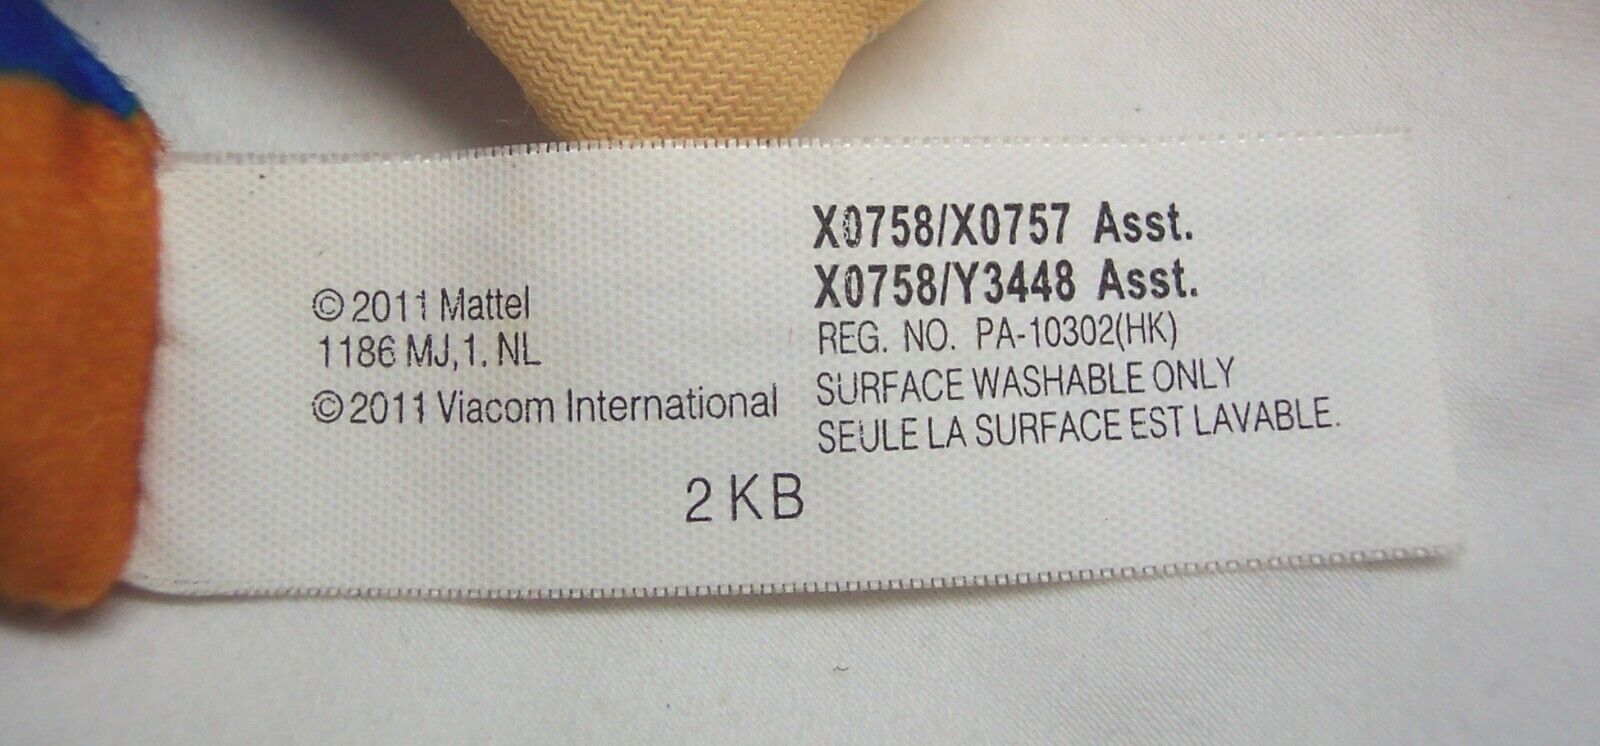 © 2011 Mattel
1186 MJ,1. NL
© 2011 Viacom International
X0758/X0757 Asst.
X0758/Y3448 Asst.
REG. NO. PA-10302(HK)
SURFACE WASHABLE ONLY
SEULE LA SURFACE EST LAVABLE.
2 KB